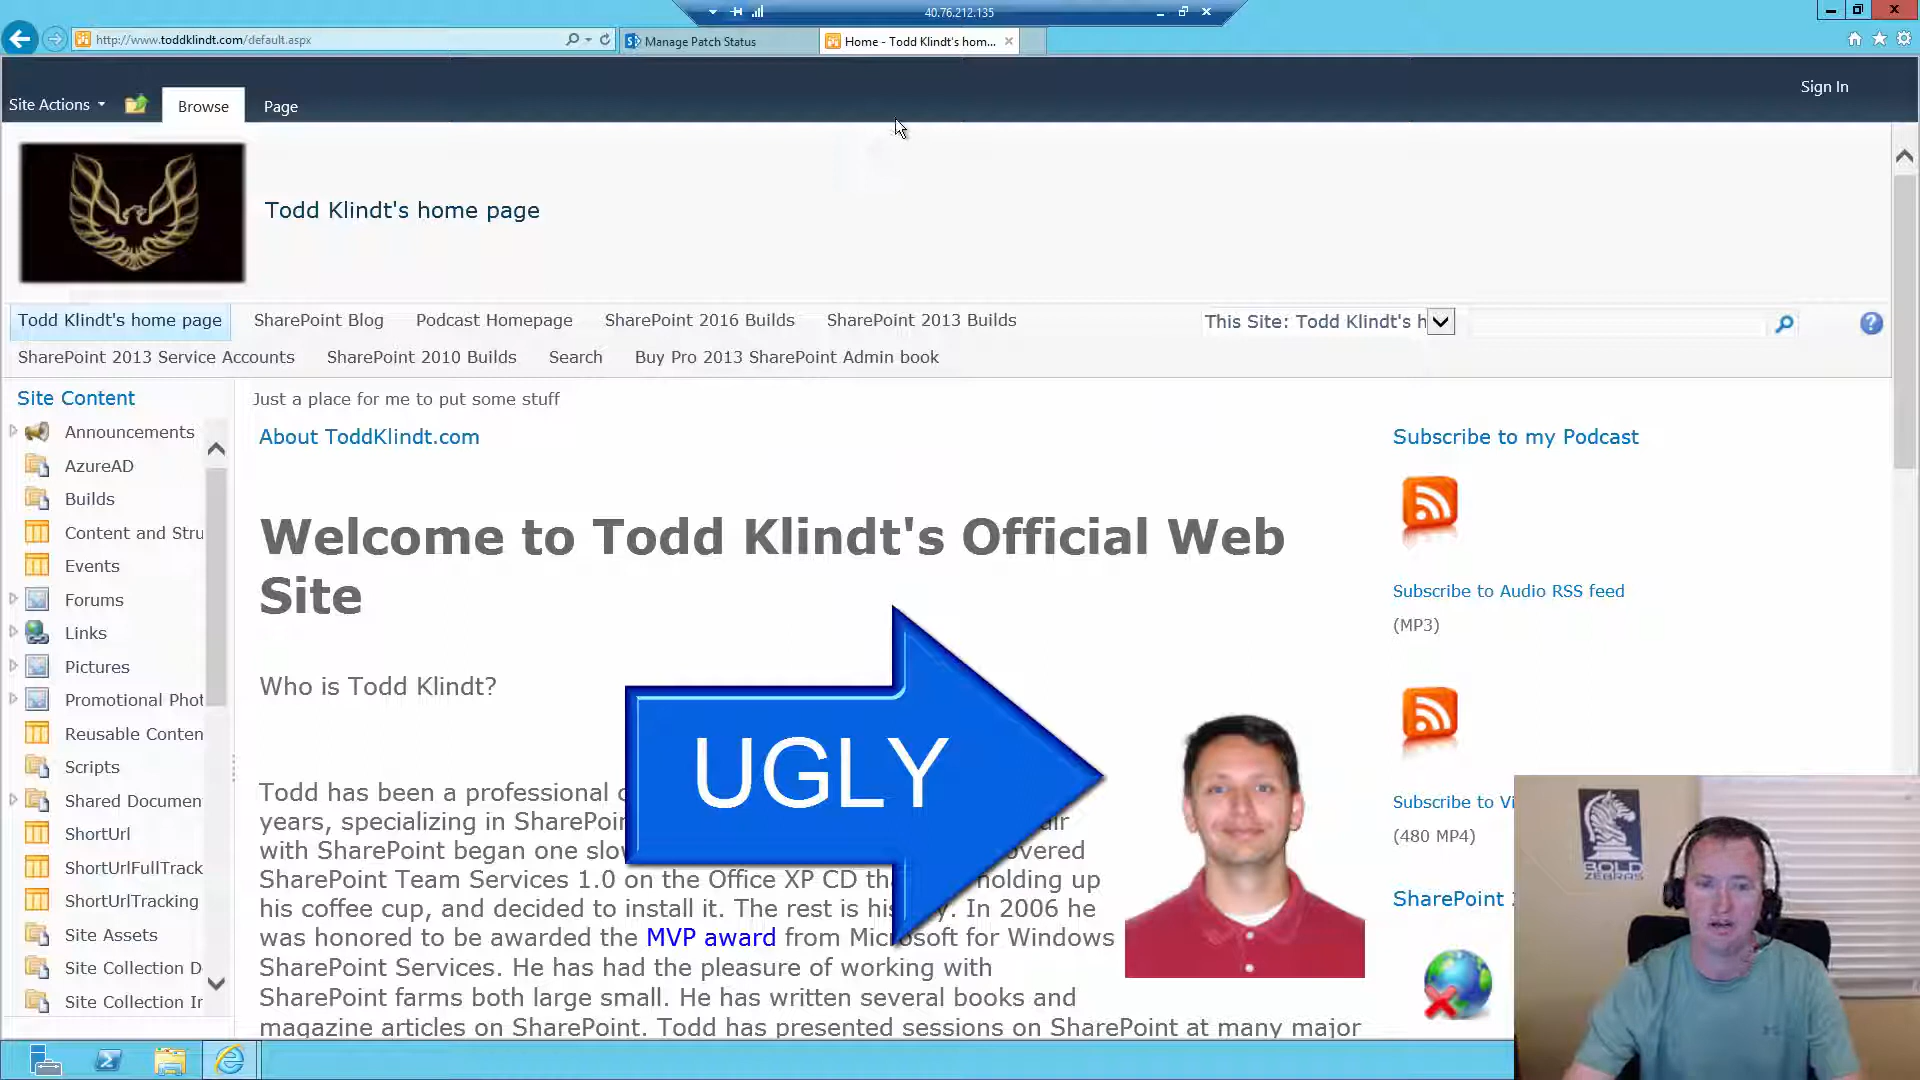 40.76.212.135
http://www.toddklindt.com/default.aspx
Manage Patch Status
Home - Todd Klindt's hom...
Sign In
Site Actions
Browse
Page
Todd Klindt's home page
Todd Klindt's home page
SharePoint Blog
Podcast Homepage
SharePoint 2016 Builds
SharePoint 2013 Builds
This Site: Todd Klindt's h
SharePoint 2013 Service Accounts
SharePoint 2010 Builds
Search
Buy Pro 2013 SharePoint Admin book
Site Content
Announcements
AzureAD
Builds
Content and Stru
Events
Forums
Links
Pictures
Promotional Phot
Reusable Conten
Scripts
Shared Documen
ShortUrl
ShortUrlFullTrack
ShortUrlTracking
Site Assets
Site Collection D
Site Collection Ir
Just a place for me to put some stuff
About ToddKlindt.com
Welcome to Todd Klindt's Official Web
Site
Who is Todd Klindt?
UGLY
Todd has been a professional
years, specializing in SharePoin
with SharePoint began one slow overed
SharePoint Team Services 1.0 on the Office XP CD holding up
his coffee cup, and decided to install it. The rest is In 2006 he
was honored to be awarded the MVP award from Microsoft for Windows
SharePoint Services. He has had the pleasure of working with
SharePoint farms both large small. He has written several books and
magazine articles on SharePoint. Todd has presented sessions on SharePoint at many major
Subscribe to my Podcast
Subscribe to Audio RSS feed
(MP3)
Subscribe to Vi
(480 MP4)
SharePoint
BOLD
ZEBRAS